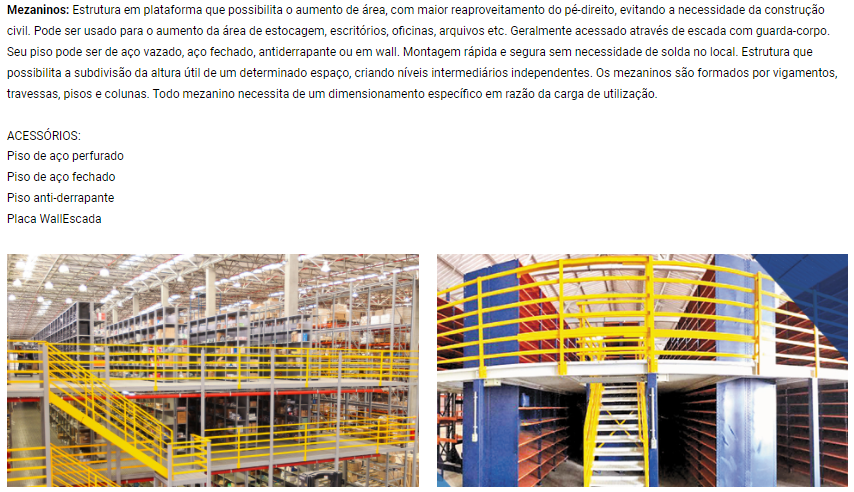 Mezaninos: Estrutura em plataforma que possibilita o aumento de área, com maior reaproveitamento do pé-direito, evitando a necessidade da construção
civil. Pode ser usado para o aumento da área de estocagem, escritórios, oficinas, arquivos etc. Geralmente acessado através de escada com guarda-corpo.
Seu piso pode ser de aço vazado, aço fechado, antiderrapante ou em wall. Montagem rápida e segura sem necessidade de solda no local. Estrutura que
possibilita a subdivisão da altura útil de um determinado espaço, criando níveis intermediários independentes. Os mezaninos são formados por vigamentos,
travessas, pisos e colunas. Todo mezanino necessita de um dimensionamento específico em razão da carga de utilização.
ACESSÓRIOS:
Piso de aço perfurado
Piso de aço fechado
Piso anti-derrapante
Placa WallEscada